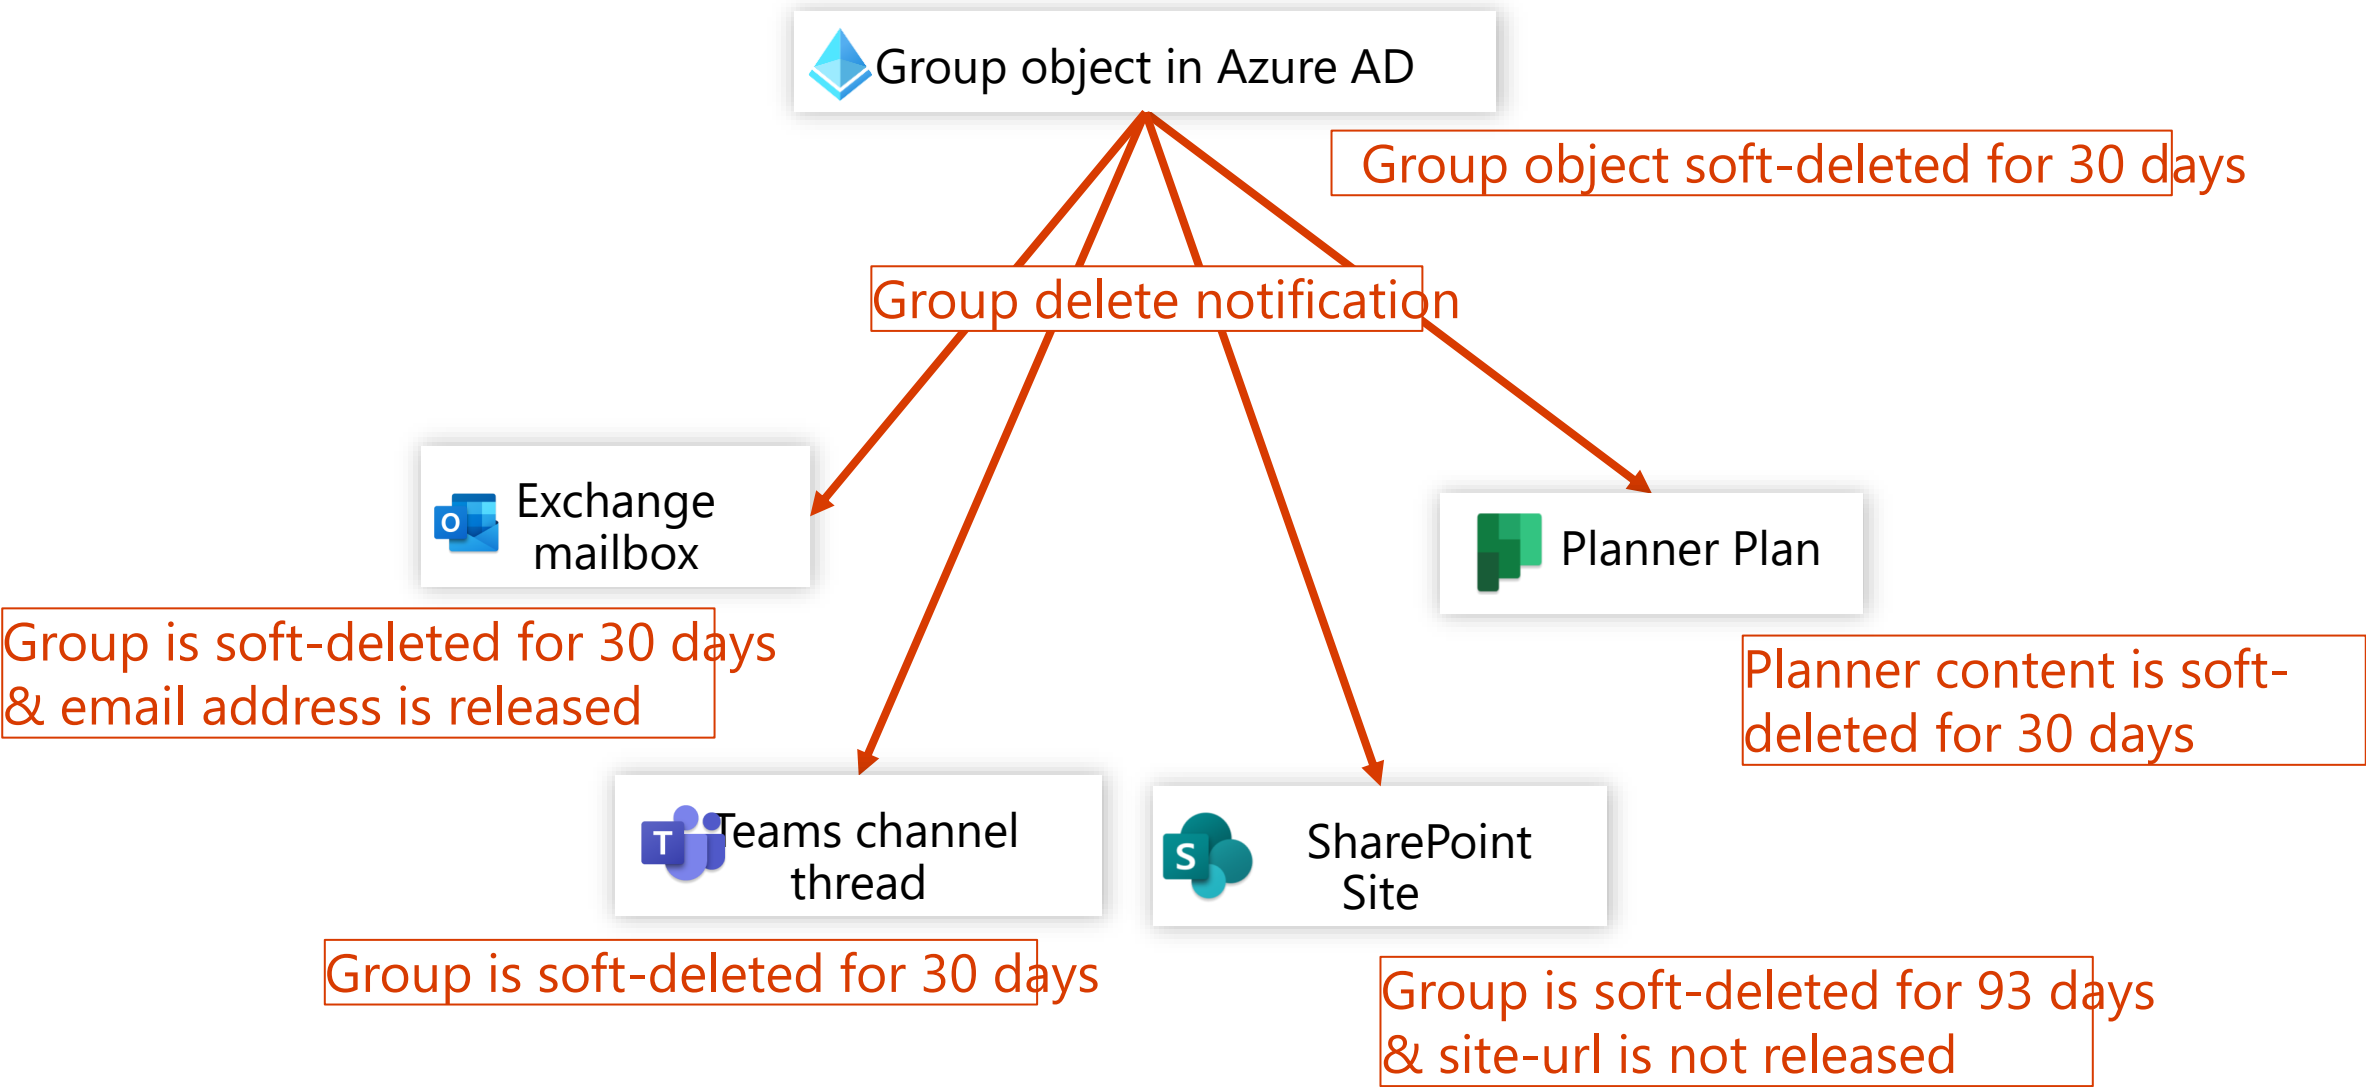 Group object in Azure AD
Group object soft-deleted for 30 days
Group delete notification
O
Exchange
mailbox
Planner Plan
Group is soft-deleted for 30 days
& email address is released
Planner content is soft-
deleted for 30 days
T
Teams channel
thread
S
SharePoint
Site
Group is soft-deleted for 30 days
Group is soft-deleted for 93 days
& site-url is not released